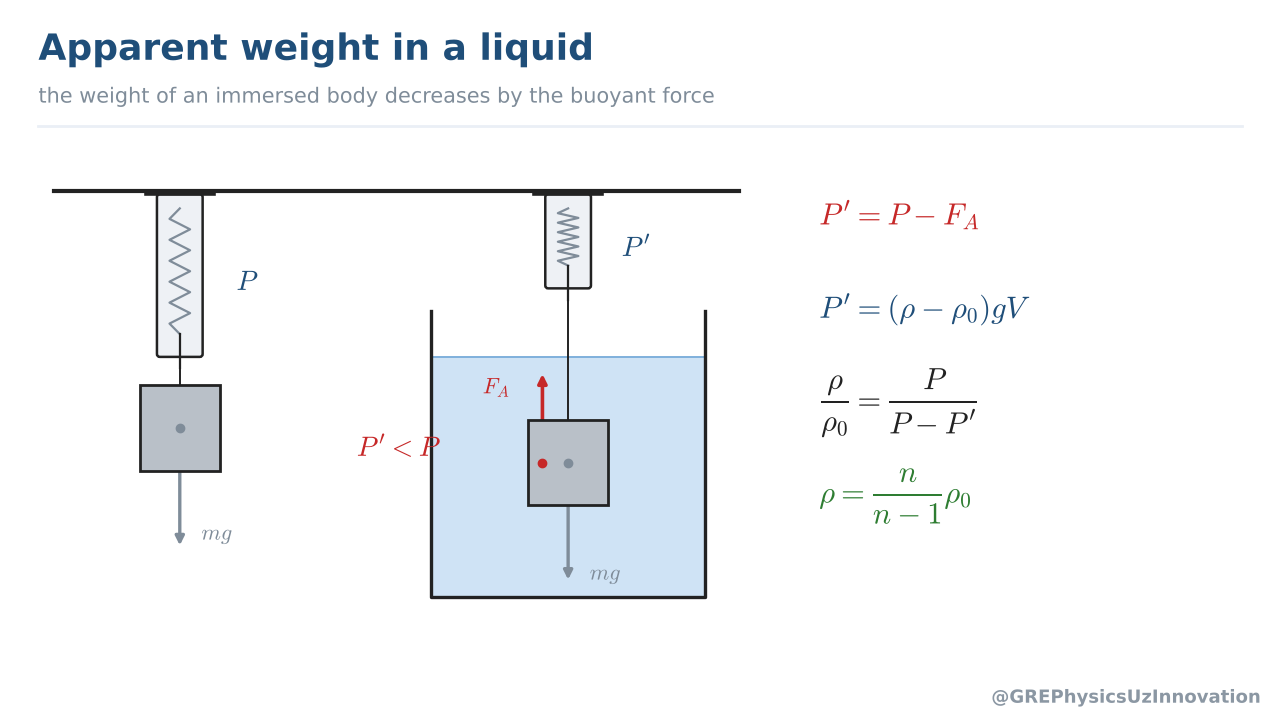 Apparent weight in a liquid
the weight of an immersed body decreases by the buoyant force
P
P′
P′ = P − F_A
P′ = (ρ − ρ₀)gV
F_A
ρ/ρ₀ = P/(P − P′)
P′ < P
ρ = n/(n − 1) ρ₀
mg
mg
@GREPhysicsUzInnovation